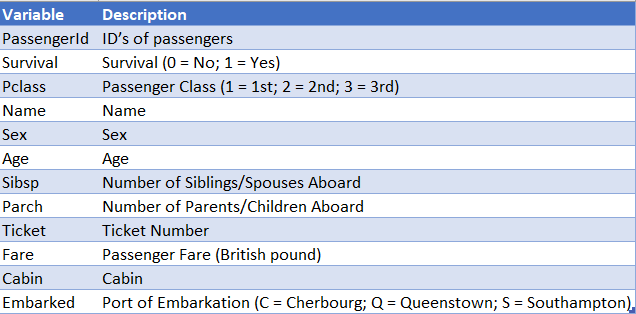 Variable Description
PassengerId ID’s of passengers
Survival Survival (0 = No; 1 = Yes)
Pclass Passenger Class (1 = 1st; 2 = 2nd; 3 = 3rd)
Name Name
Sex Sex
Age Age
Sibsp Number of Siblings/Spouses Aboard
Parch Number of Parents/Children Aboard
Ticket Ticket Number
Fare Passenger Fare (British pound)
Cabin Cabin
Embarked Port of Embarkation (C = Cherbourg; Q = Queenstown; S = Southampton)